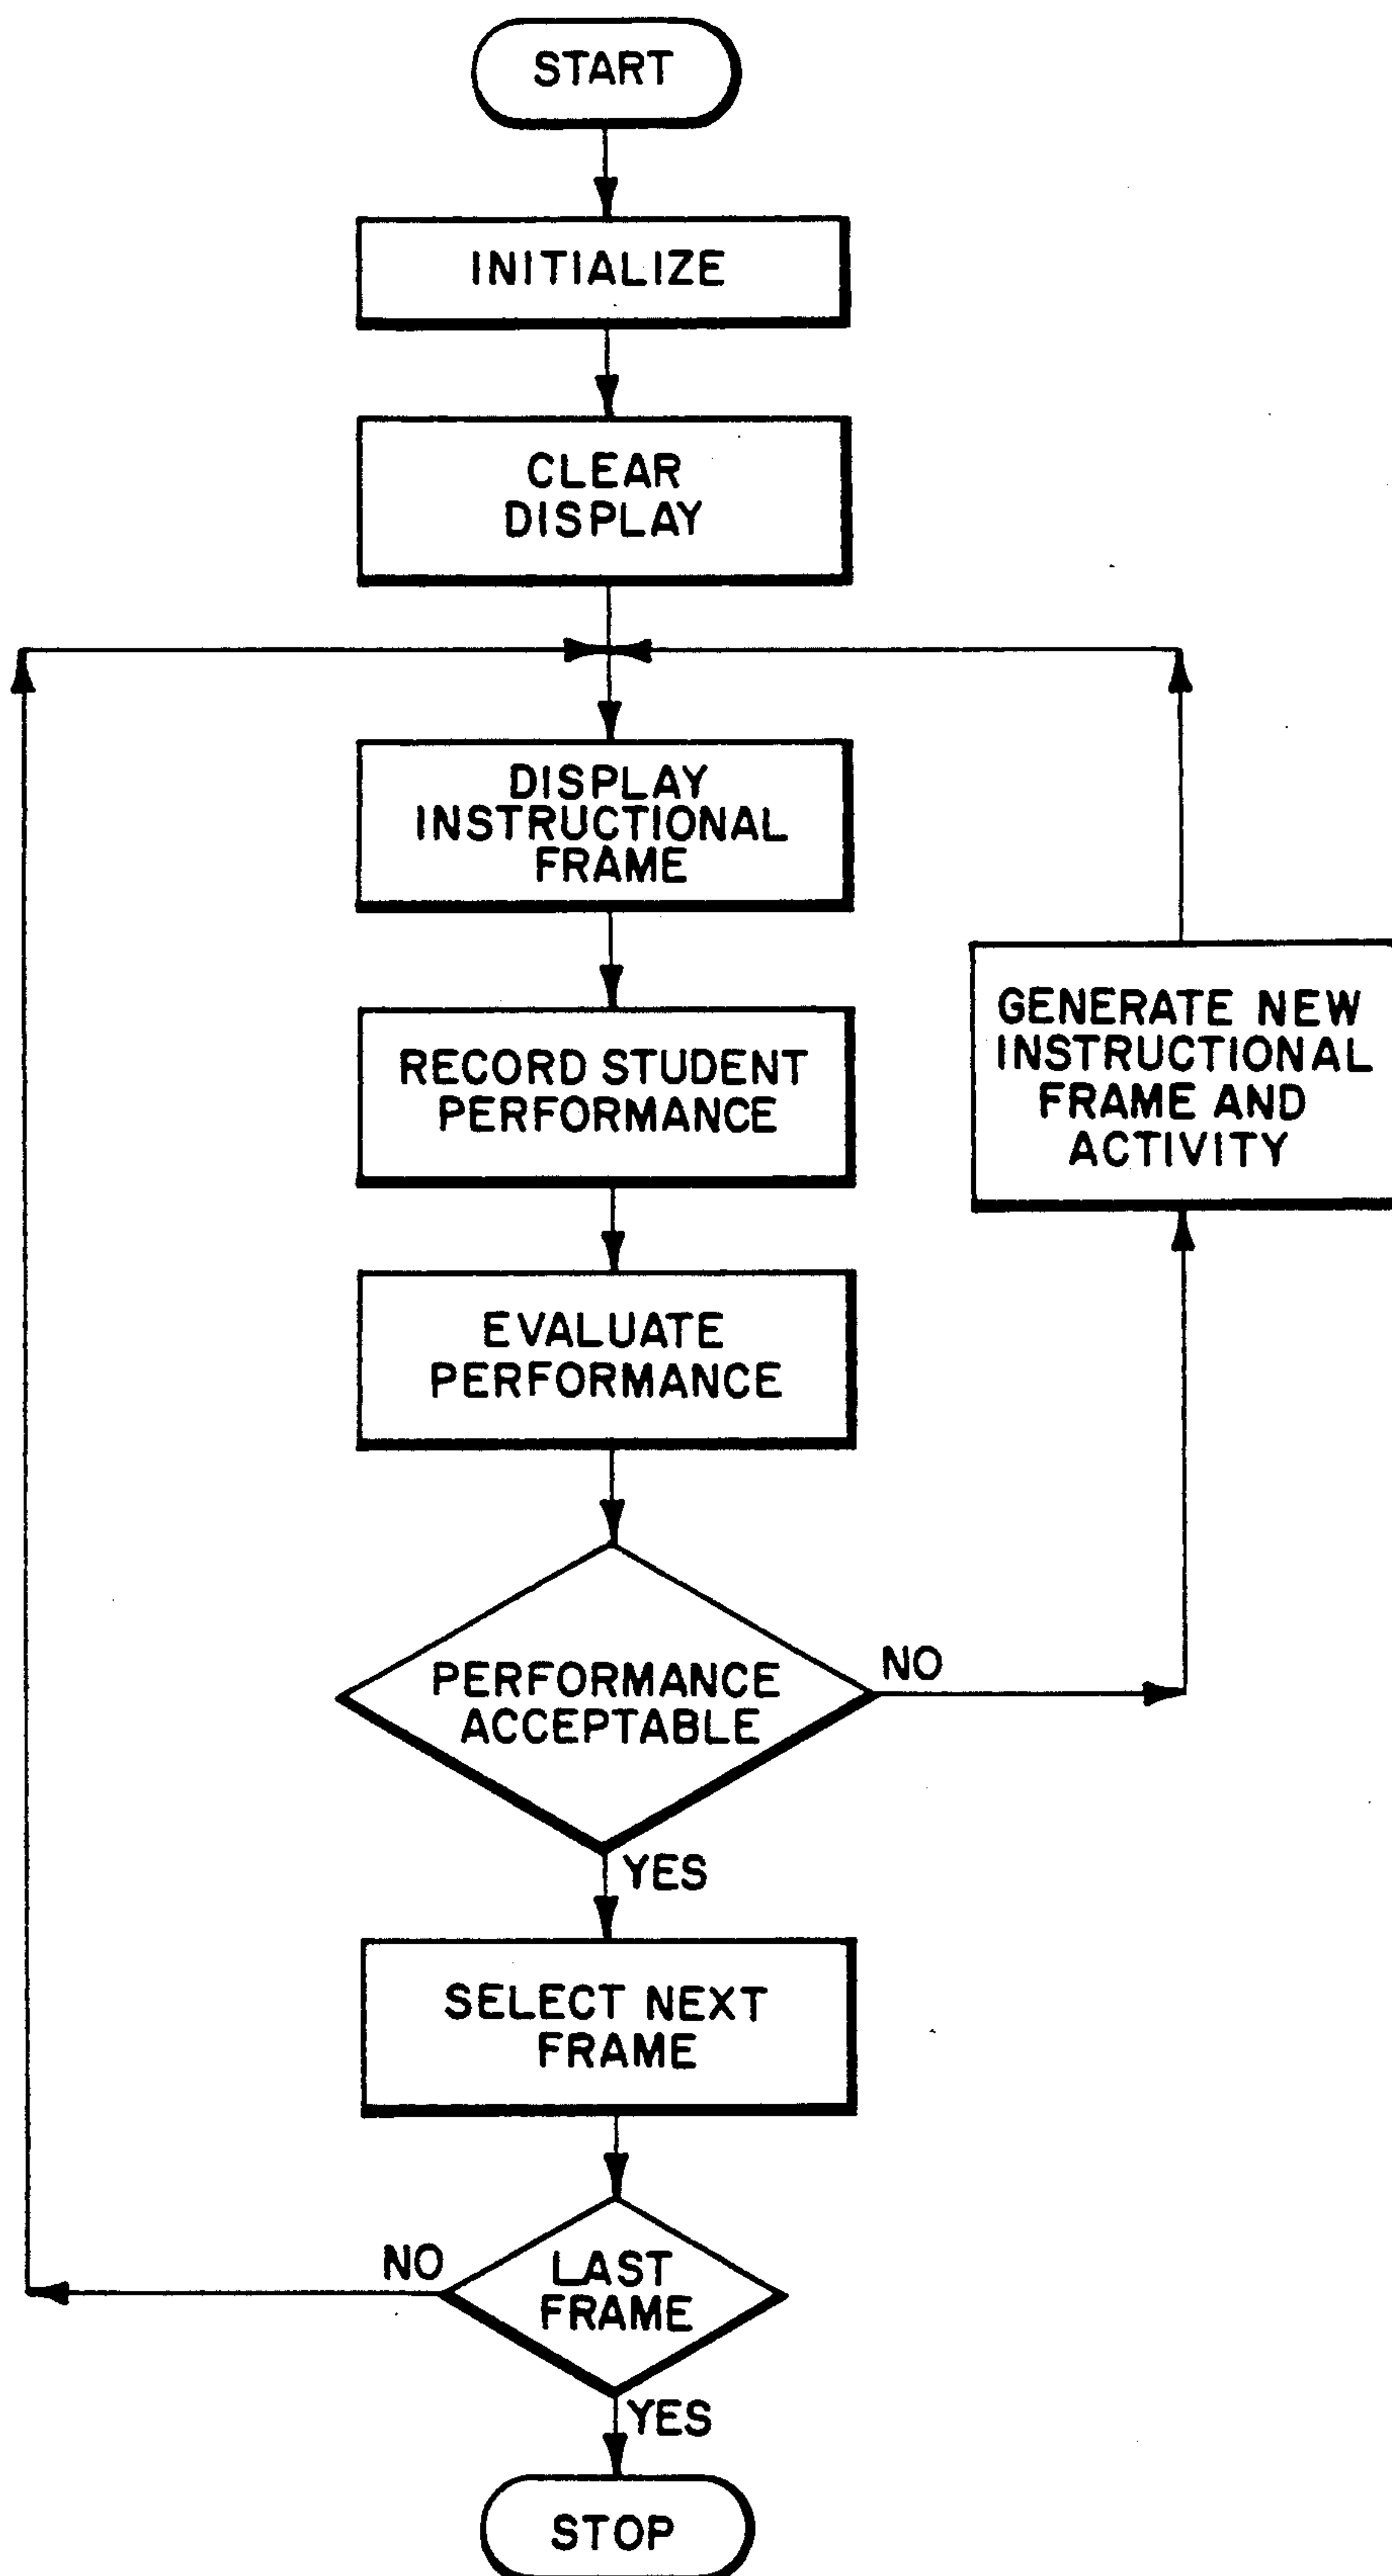 START
INITIALIZE
CLEAR
DISPLAY
DISPLAY
INSTRUCTIONAL
FRAME
RECORD STUDENT
PERFORMANCE
GENERATE NEW
INSTRUCTIONAL
FRAME AND
ACTIVITY
EVALUATE
PERFORMANCE
PERFORMANCE
ACCEPTABLE
NO
YES
SELECT NEXT
FRAME
LAST
FRAME
NO
YES
STOP